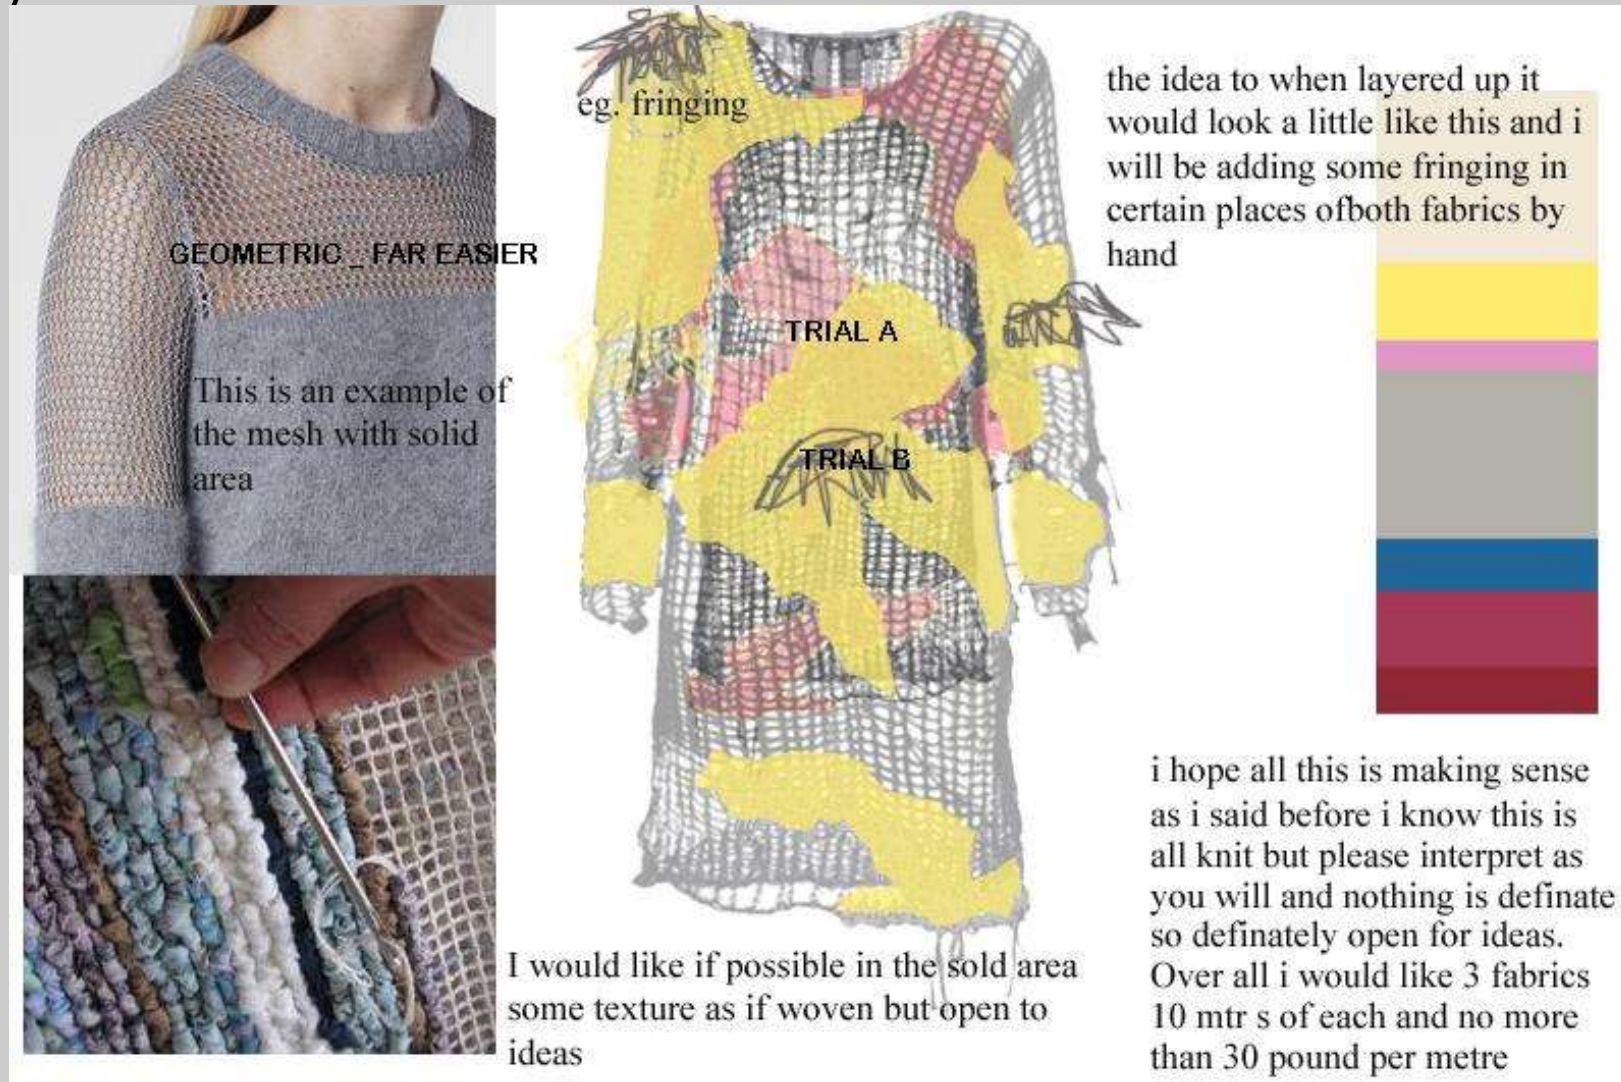 eg. fringing
the idea to when layered up it
would look a little like this and i
will be adding some fringing in
certain places ofboth fabrics by
hand
GEOMETRIC _ FAR EASIER
This is an example of
the mesh with solid
area
TRIAL A
TRIAL B
I would like if possible in the sold area
some texture as if woven but open to
ideas
i hope all this is making sense
as i said before i know this is
all knit but please interpret as
you will and nothing is definate
so definately open for ideas.
Over all i would like 3 fabrics
10 mtr s of each and no more
than 30 pound per metre